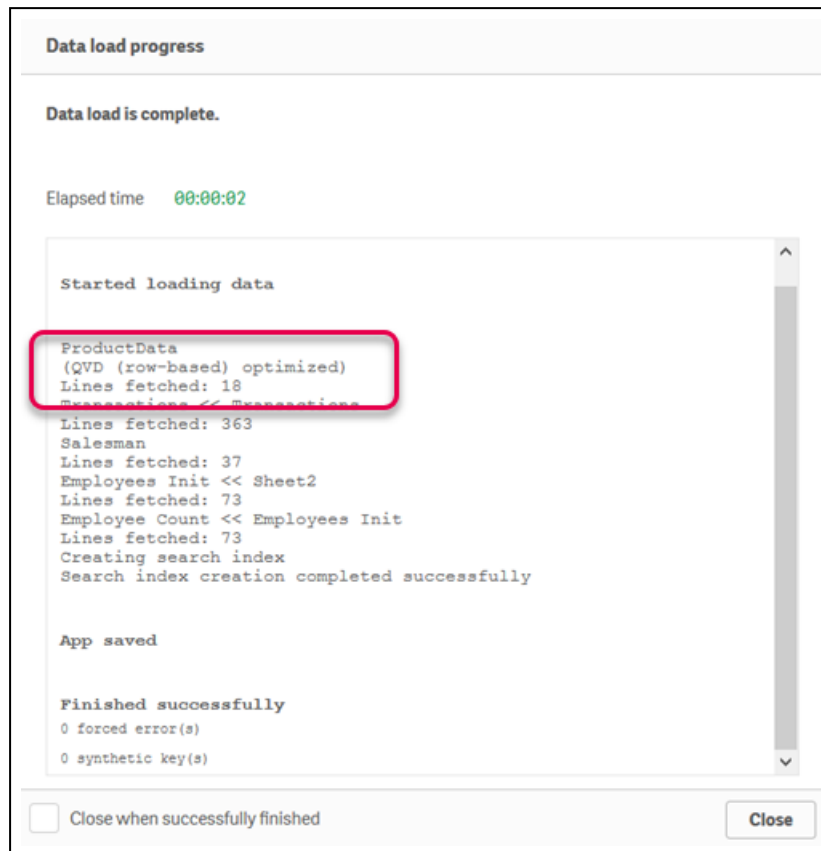 Data load progress
Data load is complete.
Elapsed time 00:00:02
Started loading data
ProductData
(QVD (row-based) optimized)
Lines fetched: 18
Transactions << Transactions
Lines fetched: 363
Salesman
Lines fetched: 37
Employees Init << Sheet2
Lines fetched: 73
Employee Count << Employees Init
Lines fetched: 73
Creating search index
Search index creation completed successfully
App saved
Finished successfully
0 forced error(s)
0 synthetic key(s)
Close when successfully finished
Close